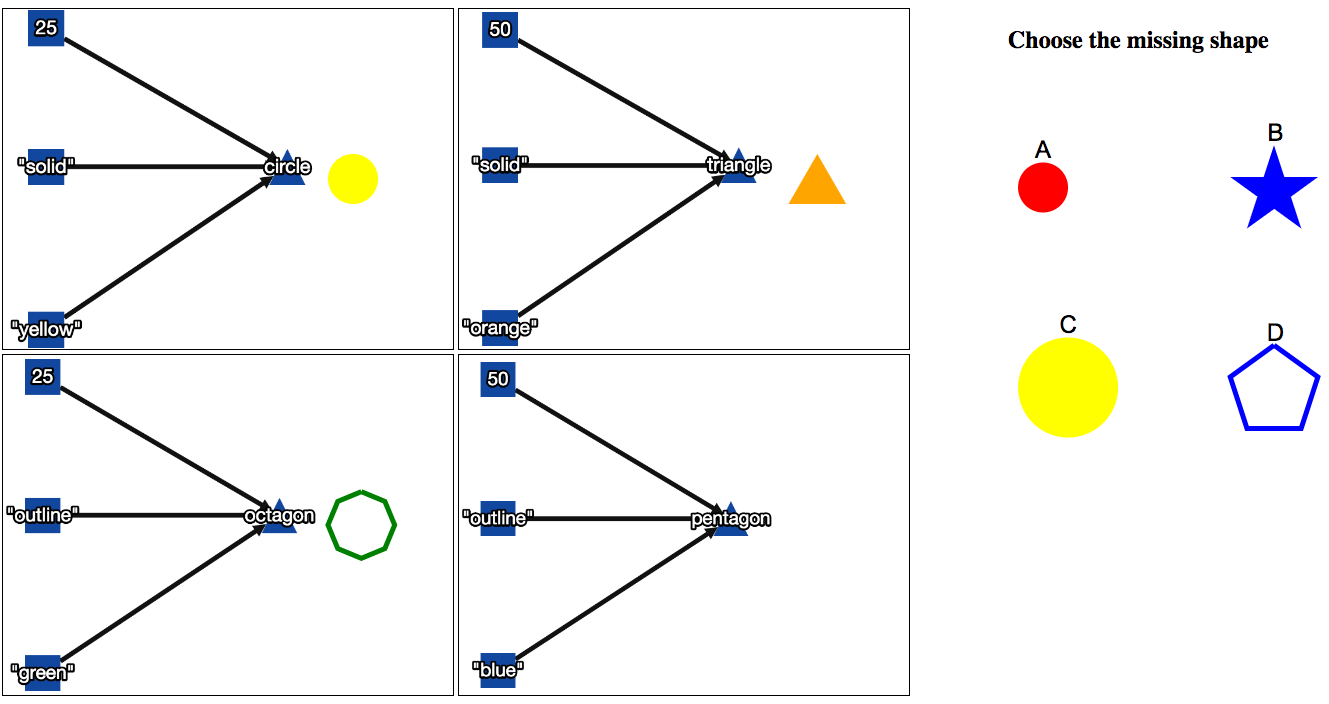 25
"solid"
circle
"yellow"
50
"solid"
triangle
"orange"
25
"outline"
octagon
"green"
50
"outline"
pentagon
"blue"
Choose the missing shape
A
B
C
D